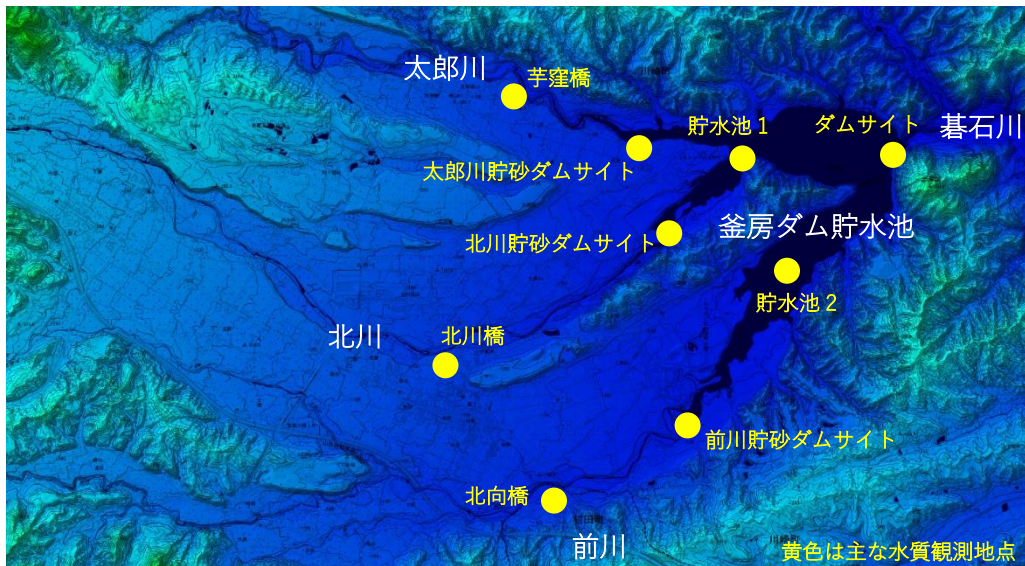 太郎川
芋窪橋
貯水池1
ダムサイト
碁石川
太郎川貯砂ダムサイト
釜房ダム貯水池
北川貯砂ダムサイト
貯水池2
北川
北川橋
前川貯砂ダムサイト
北向橋
前川
黄色は主な水質観測地点